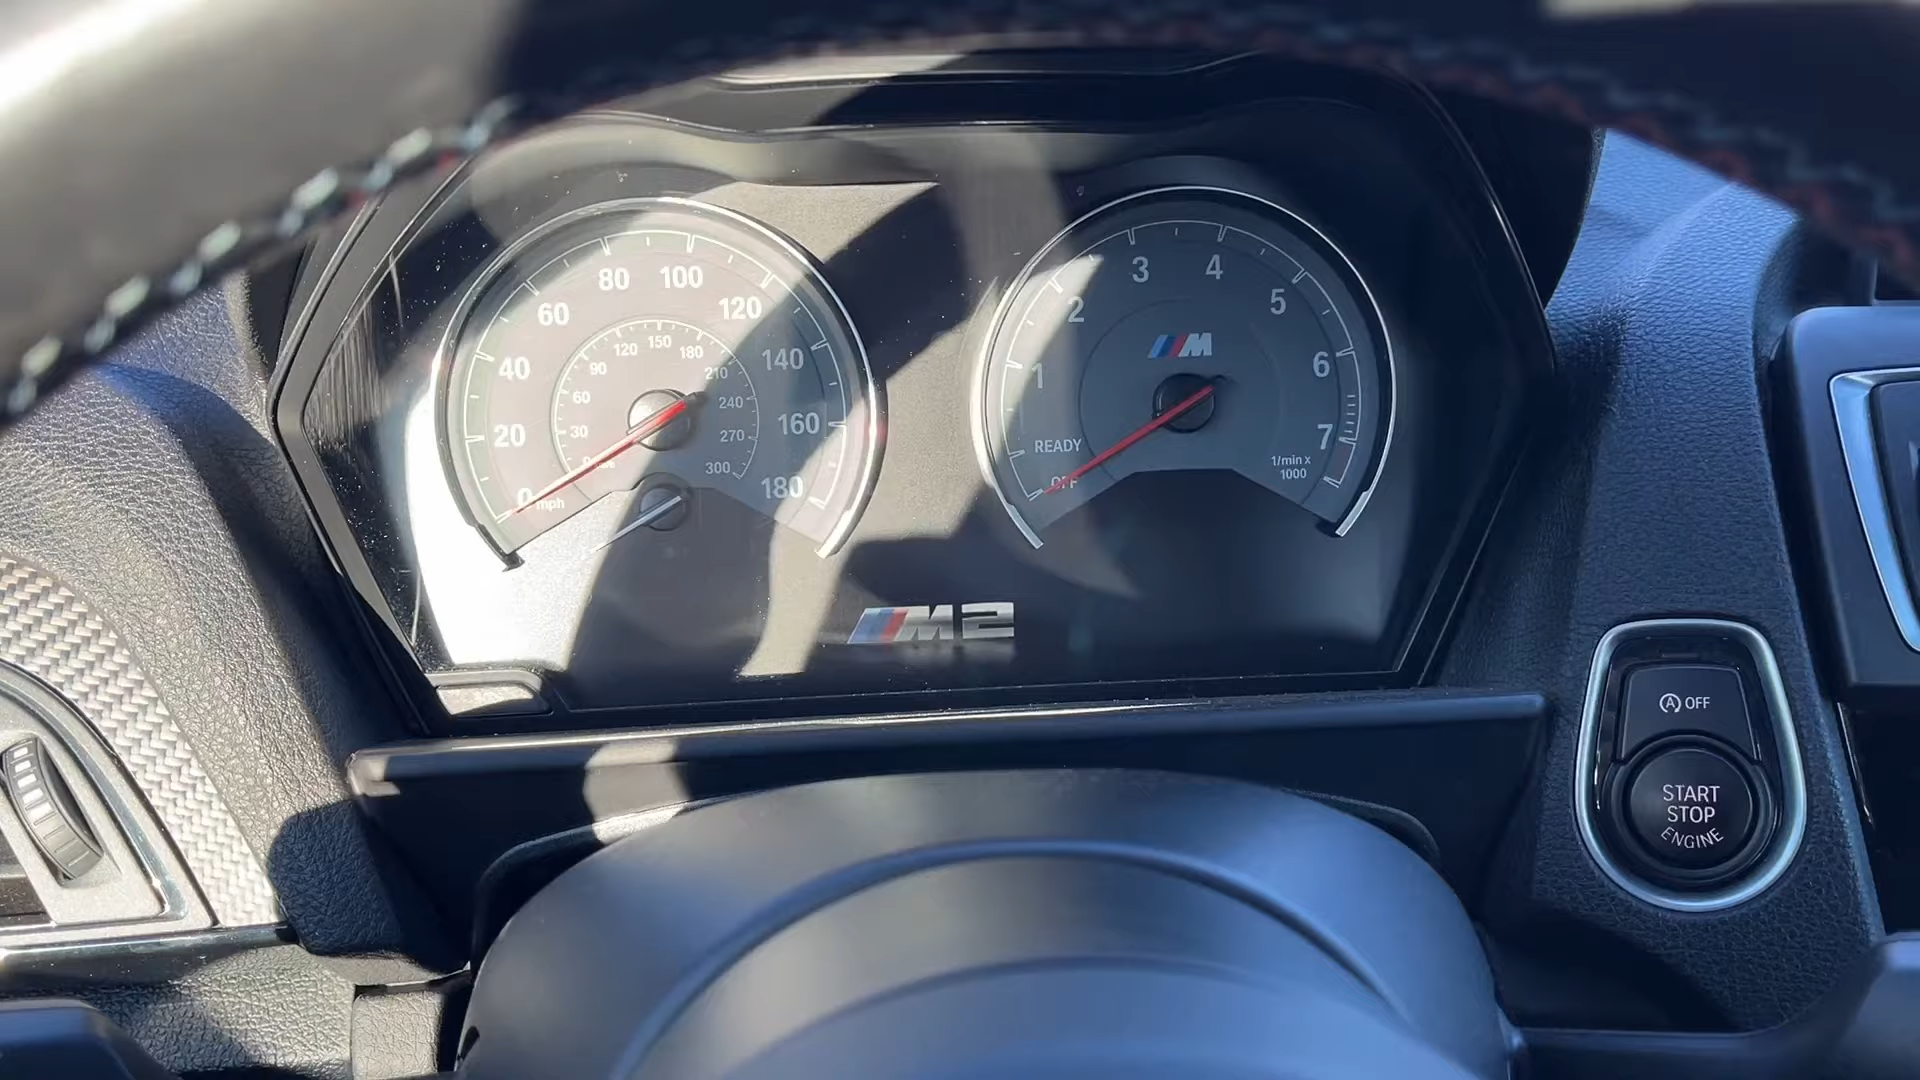 80 100
60 120
40 140
20 160
0 180
mph
120 150 180
90 210
60 240
30 270
300
3 4
2 5
M
1 6
READY 7
OFF
1/min x
1000
M2
A OFF
START
STOP
ENGINE